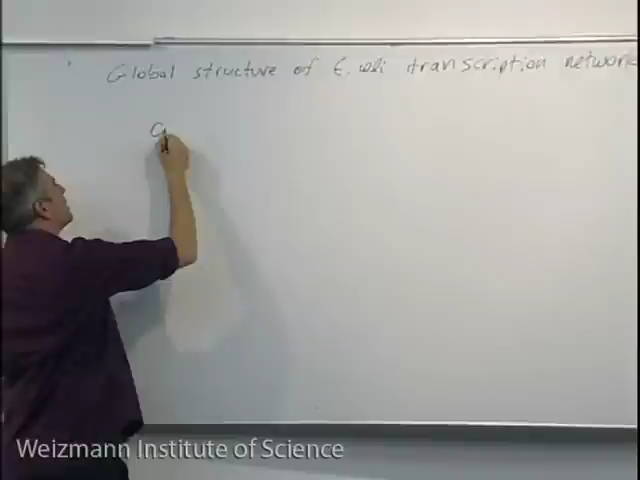 Global structure of E. coli transcription network
Weizmann Institute of Science